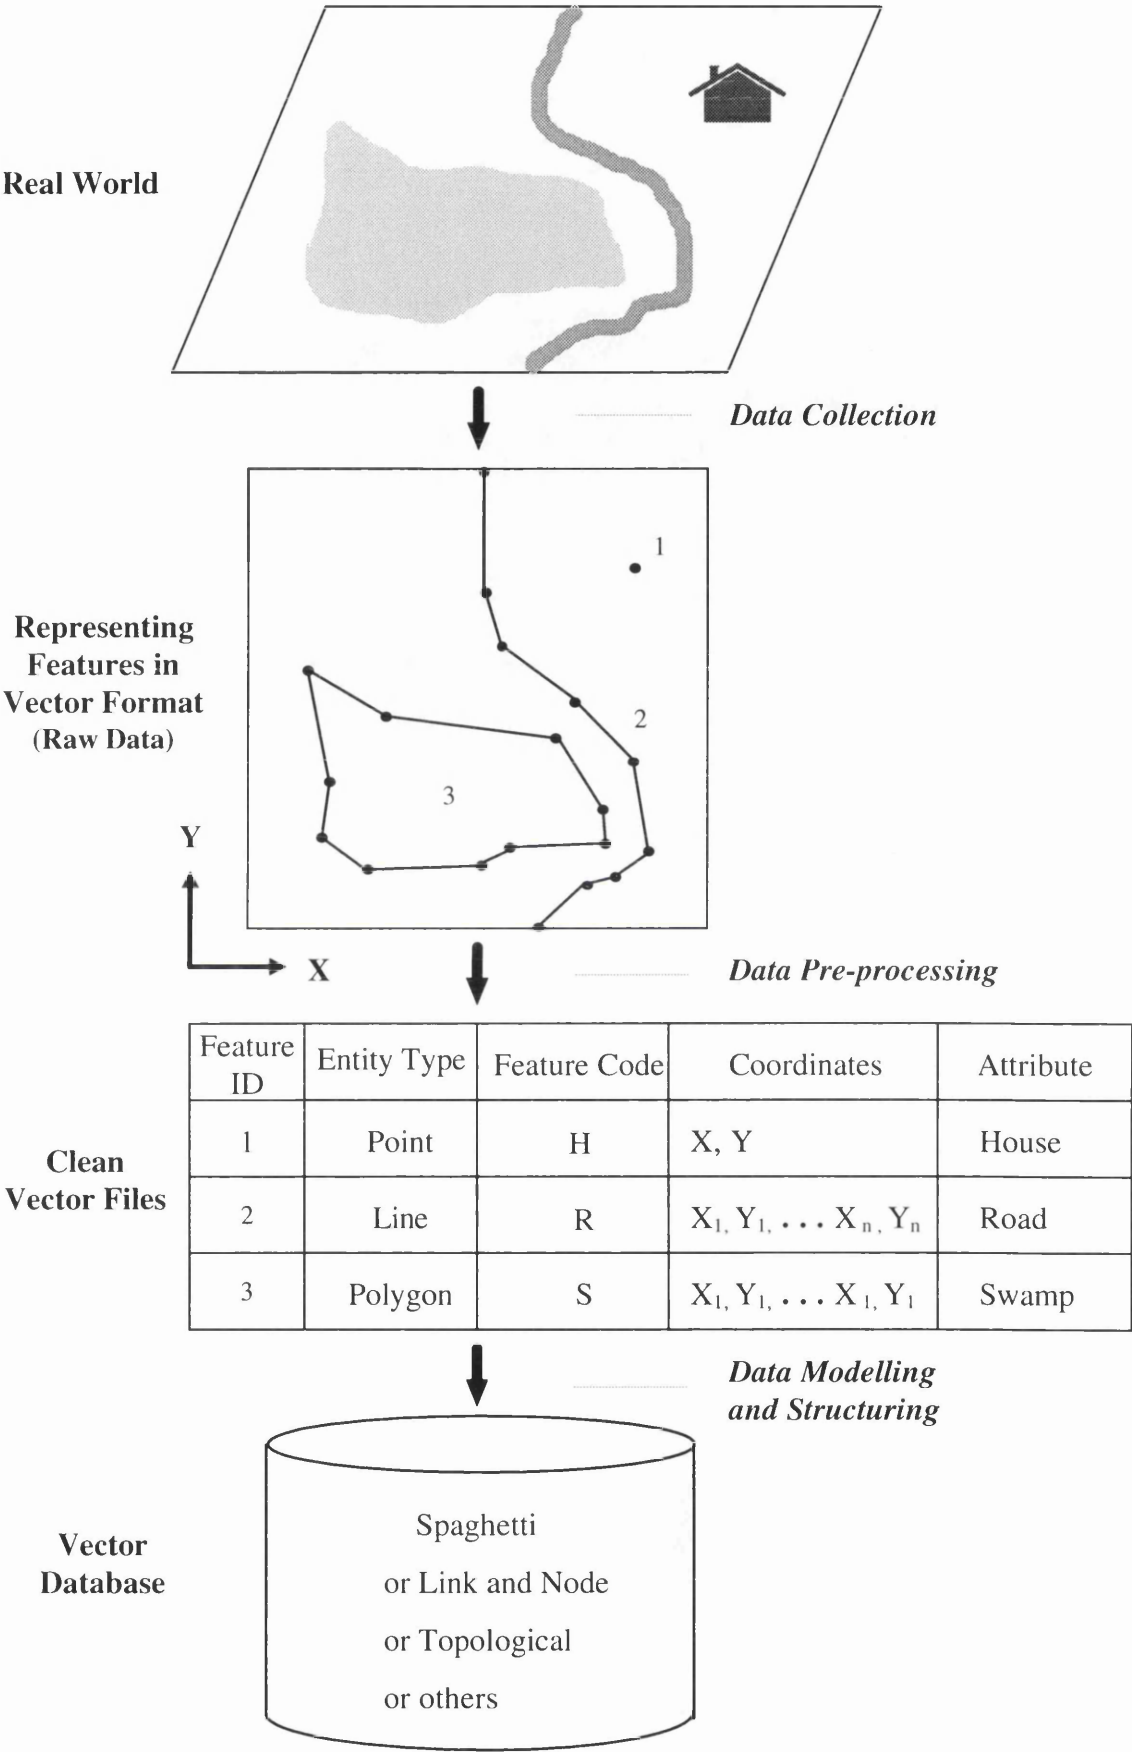 Real World
Data Collection
1
Representing
Features in
Vector Format
(Raw Data)
2
3
Y
X
Data Pre-processing
Feature ID Entity Type Feature Code Coordinates Attribute
1 Point H X, Y House
Clean
Vector Files
2 Line R X₁, Y₁, . . . Xₙ, Yₙ Road
3 Polygon S X₁, Y₁, . . . X₁, Y₁ Swamp
Data Modelling
and Structuring
Vector
Database
Spaghetti
or Link and Node
or Topological
or others